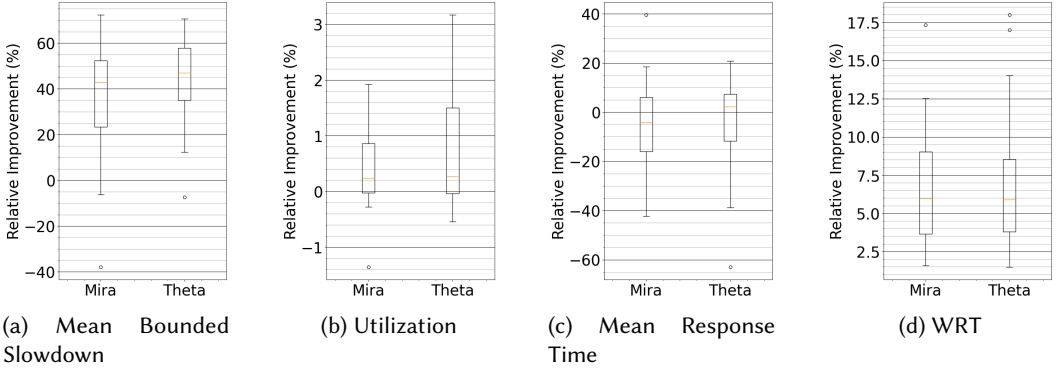 Relative Improvement (%)
60
40
20
0
−20
−40
Mira
Theta
(a) Mean Bounded
Slowdown
Relative Improvement (%)
3
2
1
0
−1
Mira
Theta
(b) Utilization
Relative Improvement (%)
40
20
0
−20
−40
−60
Mira
Theta
(c) Mean Response
Time
Relative Improvement (%)
17.5
15.0
12.5
10.0
7.5
5.0
2.5
Mira
Theta
(d) WRT